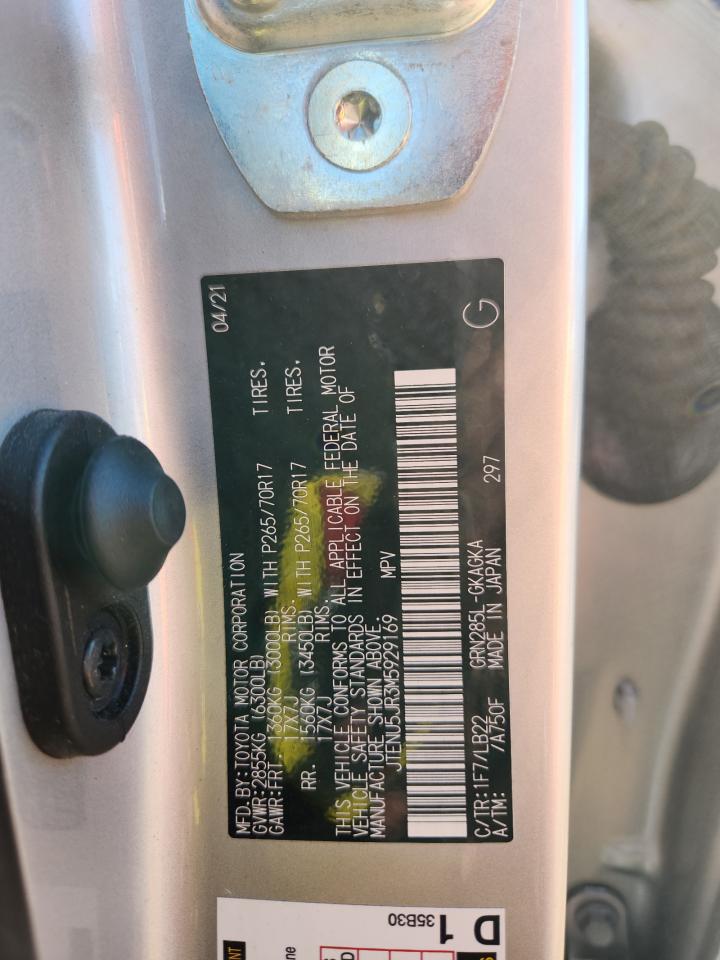 MFD.BY:TOYOTA MOTOR CORPORATION 04/21
GVWR:2855KG (6300LB)
GAWR:FRT 1360KG (3000LB) WITH P265/70R17 TIRES,
17X7J RIMS:
RR. 1560KG (3450LB) WITH P265/70R17 TIRES,
17X7J RIMS:
THIS VEHICLE CONFORMS TO ALL APPLICABLE FEDERAL MOTOR
VEHICLE SAFETY STANDARDS IN EFFECT ON THE DATE OF
MANUFACTURE SHOWN ABOVE.
JTENU5JR3M5929169 MPV
C/TR:1F7/LB22 GRN285L-GKAGKA G
A/TM: /A750F MADE IN JAPAN 297
D 1
35B30